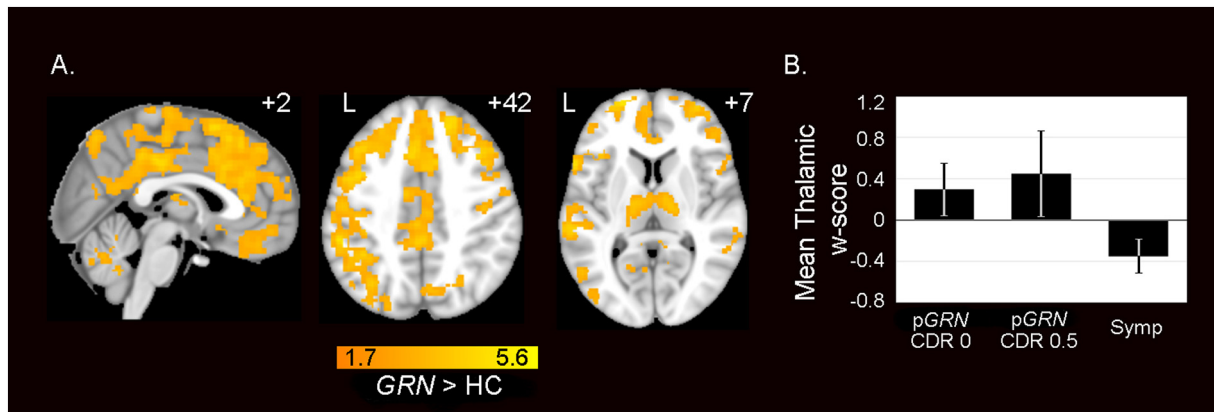 A.
+2
L
+42
L
+7
1.7
5.6
GRN > HC
B.
Mean Thalamic
w-score
1.2
0.8
0.4
0
-0.4
-0.8
pGRN
CDR 0
pGRN
CDR 0.5
Symp